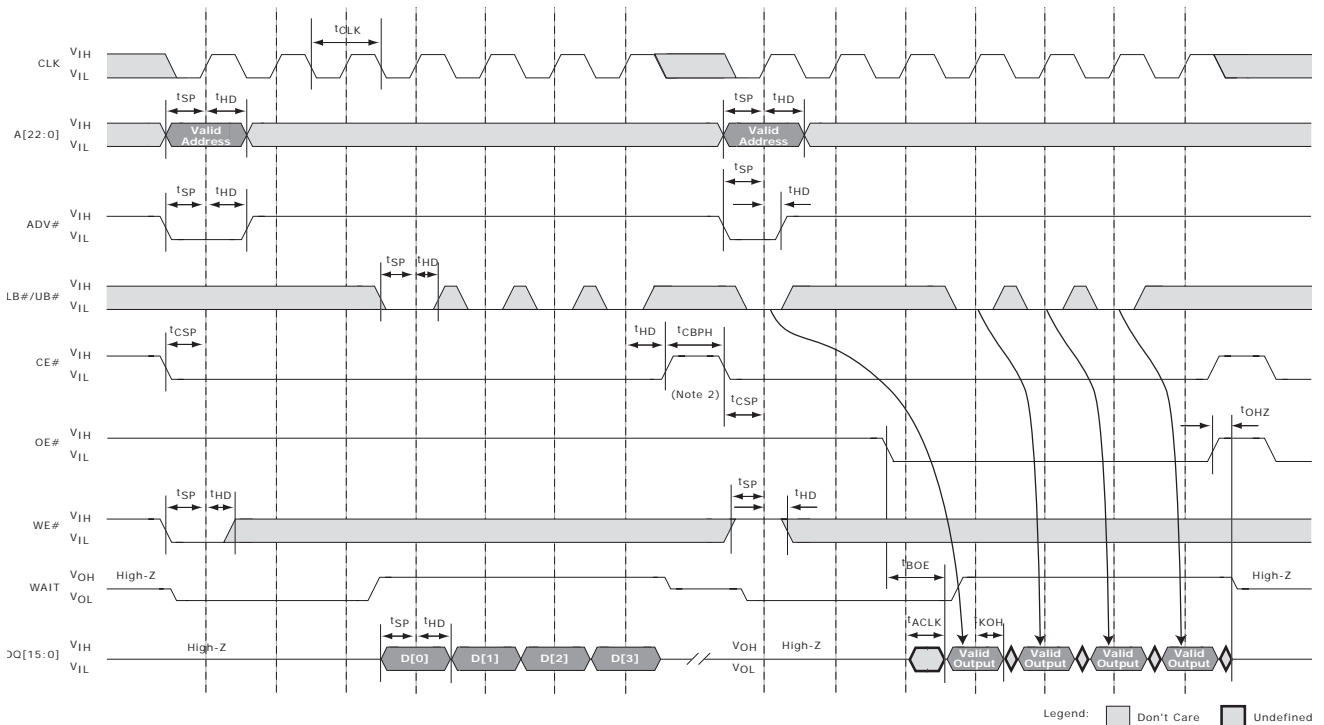 tCLK
CLK VIH
VIL
tSP tHD tSP tHD
A[22:0] VIH Valid Address Valid Address
VIL
tSP tHD tSP tHD
ADV# VIH
VIL
tSP tHD
LB#/UB# VIH
VIL
tCSP tHD tCBPH
CE# VIH
VIL
(Note 2)
tCSP
tOHZ
OE# VIH
VIL
tSP tHD tSP tHD
WE# VIH
VIL
tBOE
WAIT VOH High-Z High-Z
VOL
tSP tHD tACLK tKOH
DQ[15:0] VIH High-Z D[0] D[1] D[2] D[3] VOH High-Z Valid Output Valid Output Valid Output Valid Output
VIL VOL
Legend: Don't Care Undefined